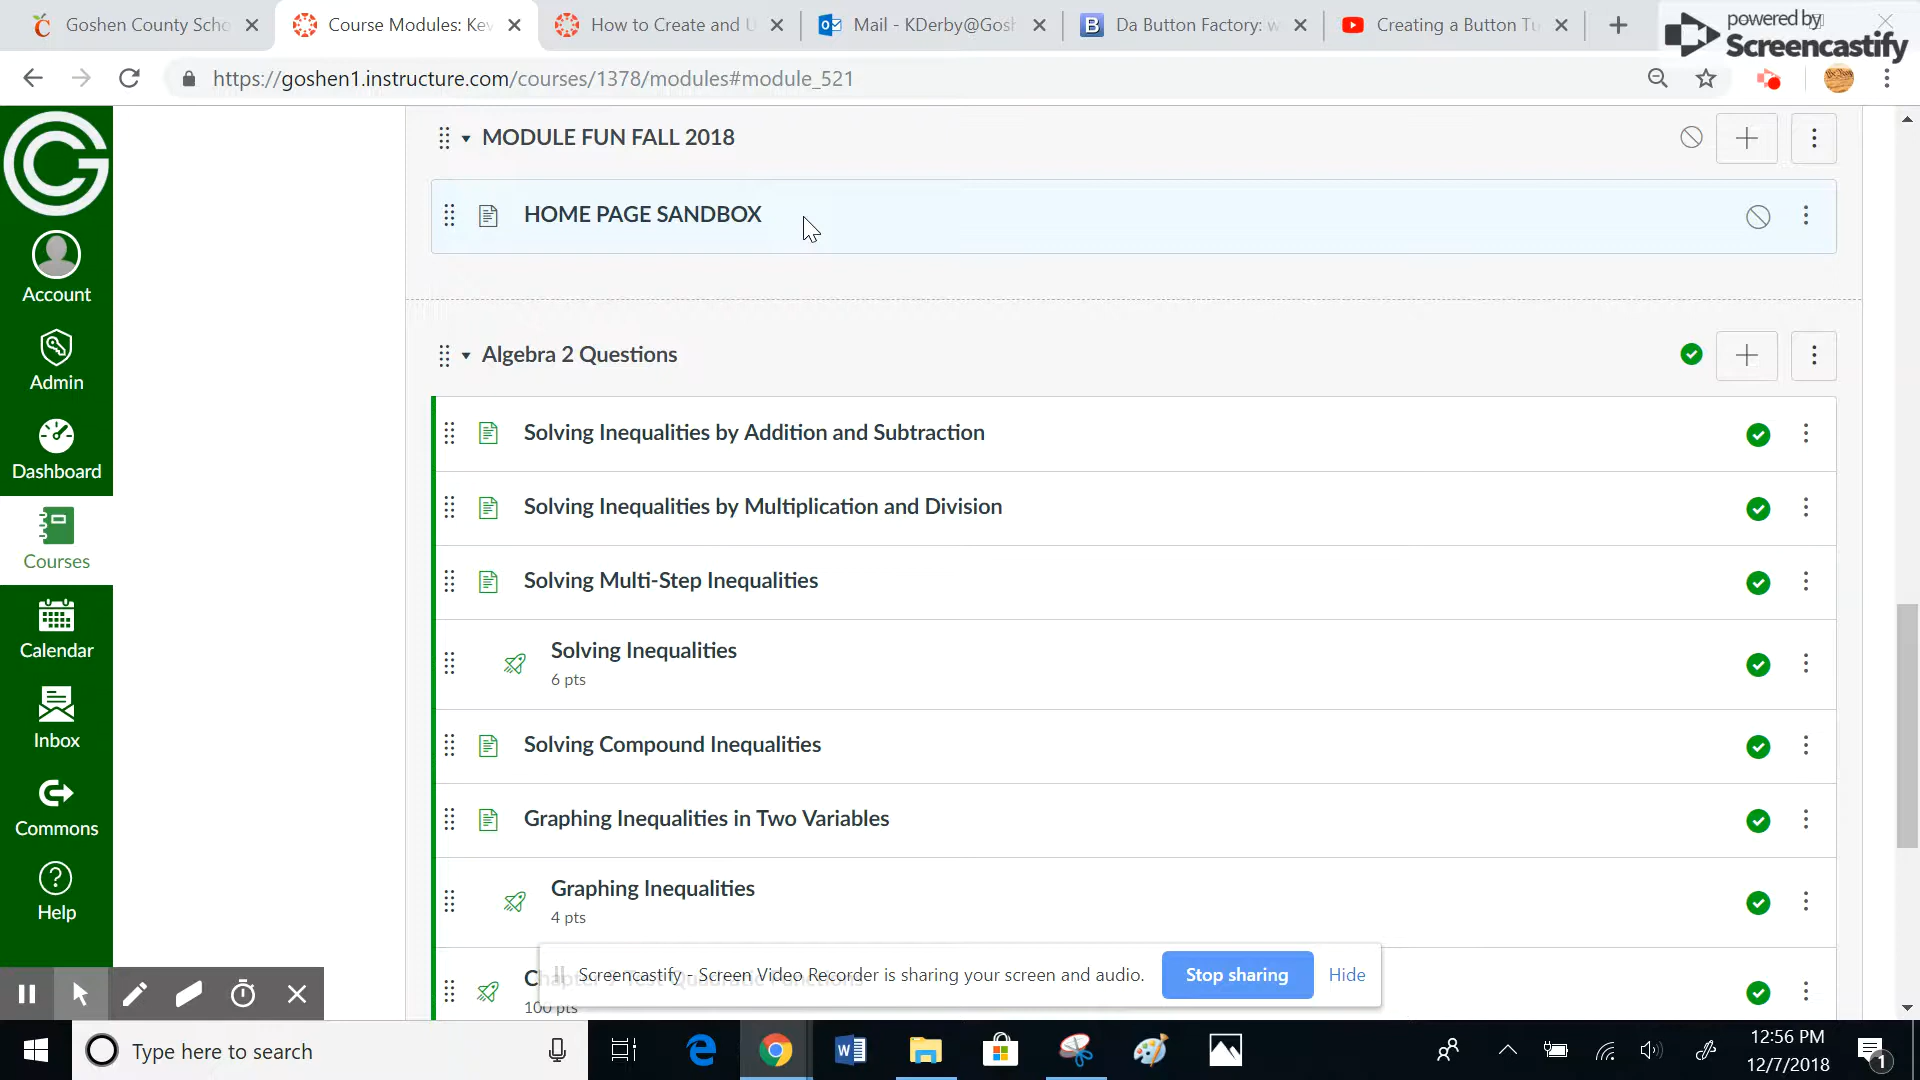 Goshen County Scho
Course Modules: Kev
How to Create and U
Mail - KDerby@Gosh
Da Button Factory: w
Creating a Button Tu
powered by
Screencastify
https://goshen1.instructure.com/courses/1378/modules#module_521
MODULE FUN FALL 2018
HOME PAGE SANDBOX
Account
Algebra 2 Questions
Admin
Solving Inequalities by Addition and Subtraction
Dashboard
Solving Inequalities by Multiplication and Division
Courses
Solving Multi-Step Inequalities
Calendar
Solving Inequalities
6 pts
Inbox
Solving Compound Inequalities
Commons
Graphing Inequalities in Two Variables
Help
Graphing Inequalities
4 pts
Screencastify - Screen Video Recorder is sharing your screen and audio.
Stop sharing
Hide
100 pts
Type here to search
12:56 PM
12/7/2018
1